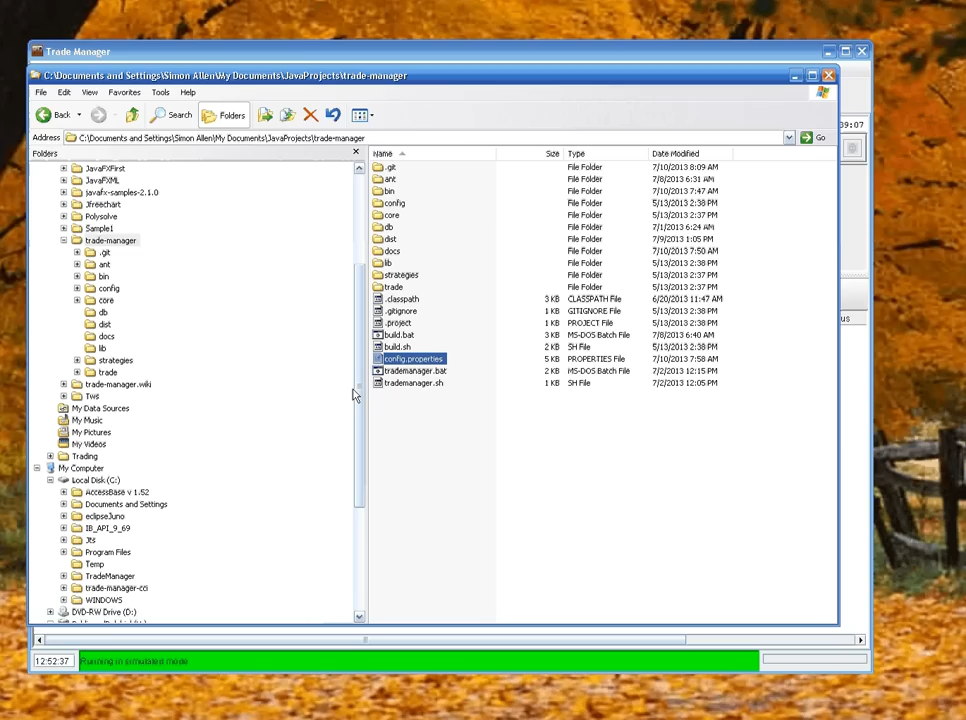 Trade Manager
C:\Documents and Settings\Simon Allen\My Documents\JavaProjects\trade-manager
File Edit View Favorites Tools Help
Back Search Folders
Address C:\Documents and Settings\Simon Allen\My Documents\JavaProjects\trade-manager Go
39:07
Folders
Name Size Type Date Modified
JavaFXFirst
JavaFXML
javafx-samples-2.1.0
Jfreechart
Polysolve
Sample1
trade-manager
.git
ant
bin
config
core
db
dist
docs
lib
strategies
trade
trade-manager.wiki
Tws
My Data Sources
My Music
My Pictures
My Videos
Trading
My Computer
Local Disk (C:)
AccessBase v 1.52
Documents and Settings
eclipseJuno
IB_API_9_69
Jts
Program Files
Temp
TradeManager
trade-manager-cci
WINDOWS
DVD-RW Drive (D:)
.git File Folder 7/10/2013 8:09 AM
ant File Folder 7/8/2013 6:31 AM
bin File Folder 7/10/2013 7:47 AM
config File Folder 5/13/2013 2:38 PM
core File Folder 5/13/2013 2:37 PM
db File Folder 7/1/2013 6:24 AM
dist File Folder 7/9/2013 1:05 PM
docs File Folder 7/10/2013 7:50 AM
lib File Folder 5/13/2013 2:38 PM
strategies File Folder 5/13/2013 2:37 PM
trade File Folder 5/13/2013 2:37 PM
.classpath 3 KB CLASSPATH File 6/20/2013 11:47 AM
.gitignore 1 KB GITIGNORE File 5/13/2013 2:38 PM
.project 1 KB PROJECT File 5/13/2013 2:38 PM
build.bat 7 KB MS-DOS Batch File 7/8/2013 6:40 AM
build.sh 2 KB SH File 5/13/2013 2:38 PM
config.properties 5 KB PROPERTIES File 7/10/2013 7:58 AM
trademanager.bat 2 KB MS-DOS Batch File 7/2/2013 12:15 PM
trademanager.sh 1 KB SH File 7/2/2013 12:05 PM
us
12:52:37 Running in simulated mode